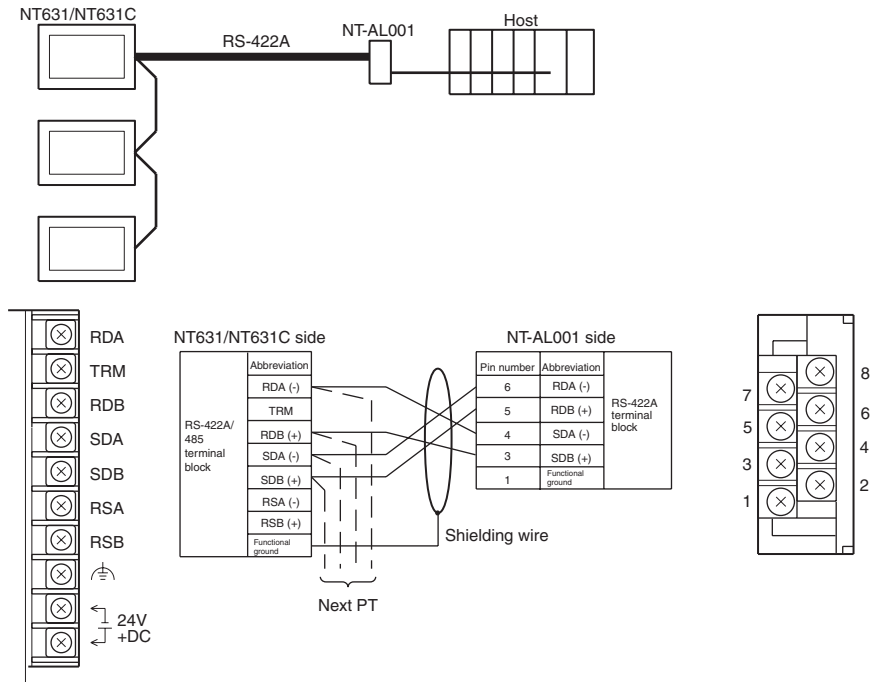 NT631/NT631C
RS-422A
NT-AL001
Host
RDA
TRM
RDB
SDA
SDB
RSA
RSB
24V
+DC
NT631/NT631C side
RS-422A/
485
terminal
block
Abbreviation
RDA (-)
TRM
RDB (+)
SDA (-)
SDB (+)
RSA (-)
RSB (+)
Functional
ground
Next PT
Shielding wire
NT-AL001 side
Pin number Abbreviation
6 RDA (-)
5 RDB (+)
4 SDA (-)
3 SDB (+)
1 Functional
ground
RS-422A
terminal
block
7
5
3
1
8
6
4
2